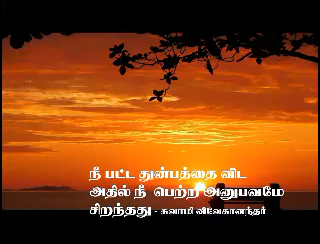 நீ பட்ட துன்பத்தை விட
அதில் நீ பெற்ற அனுபவமே
சிறந்தது - சுவாமி விவேகானந்தர்